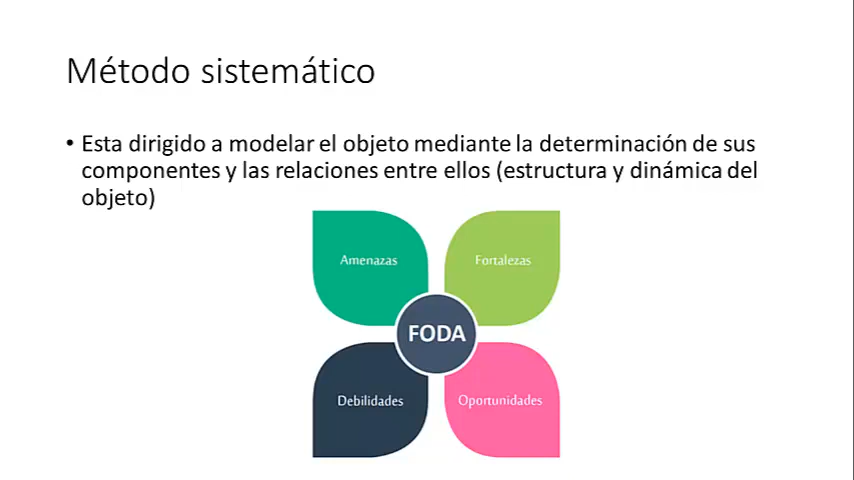 Método sistemático
• Esta dirigido a modelar el objeto mediante la determinación de sus
componentes y las relaciones entre ellos (estructura y dinámica del
objeto)
Amenazas
Fortalezas
FODA
Debilidades
Oportunidades